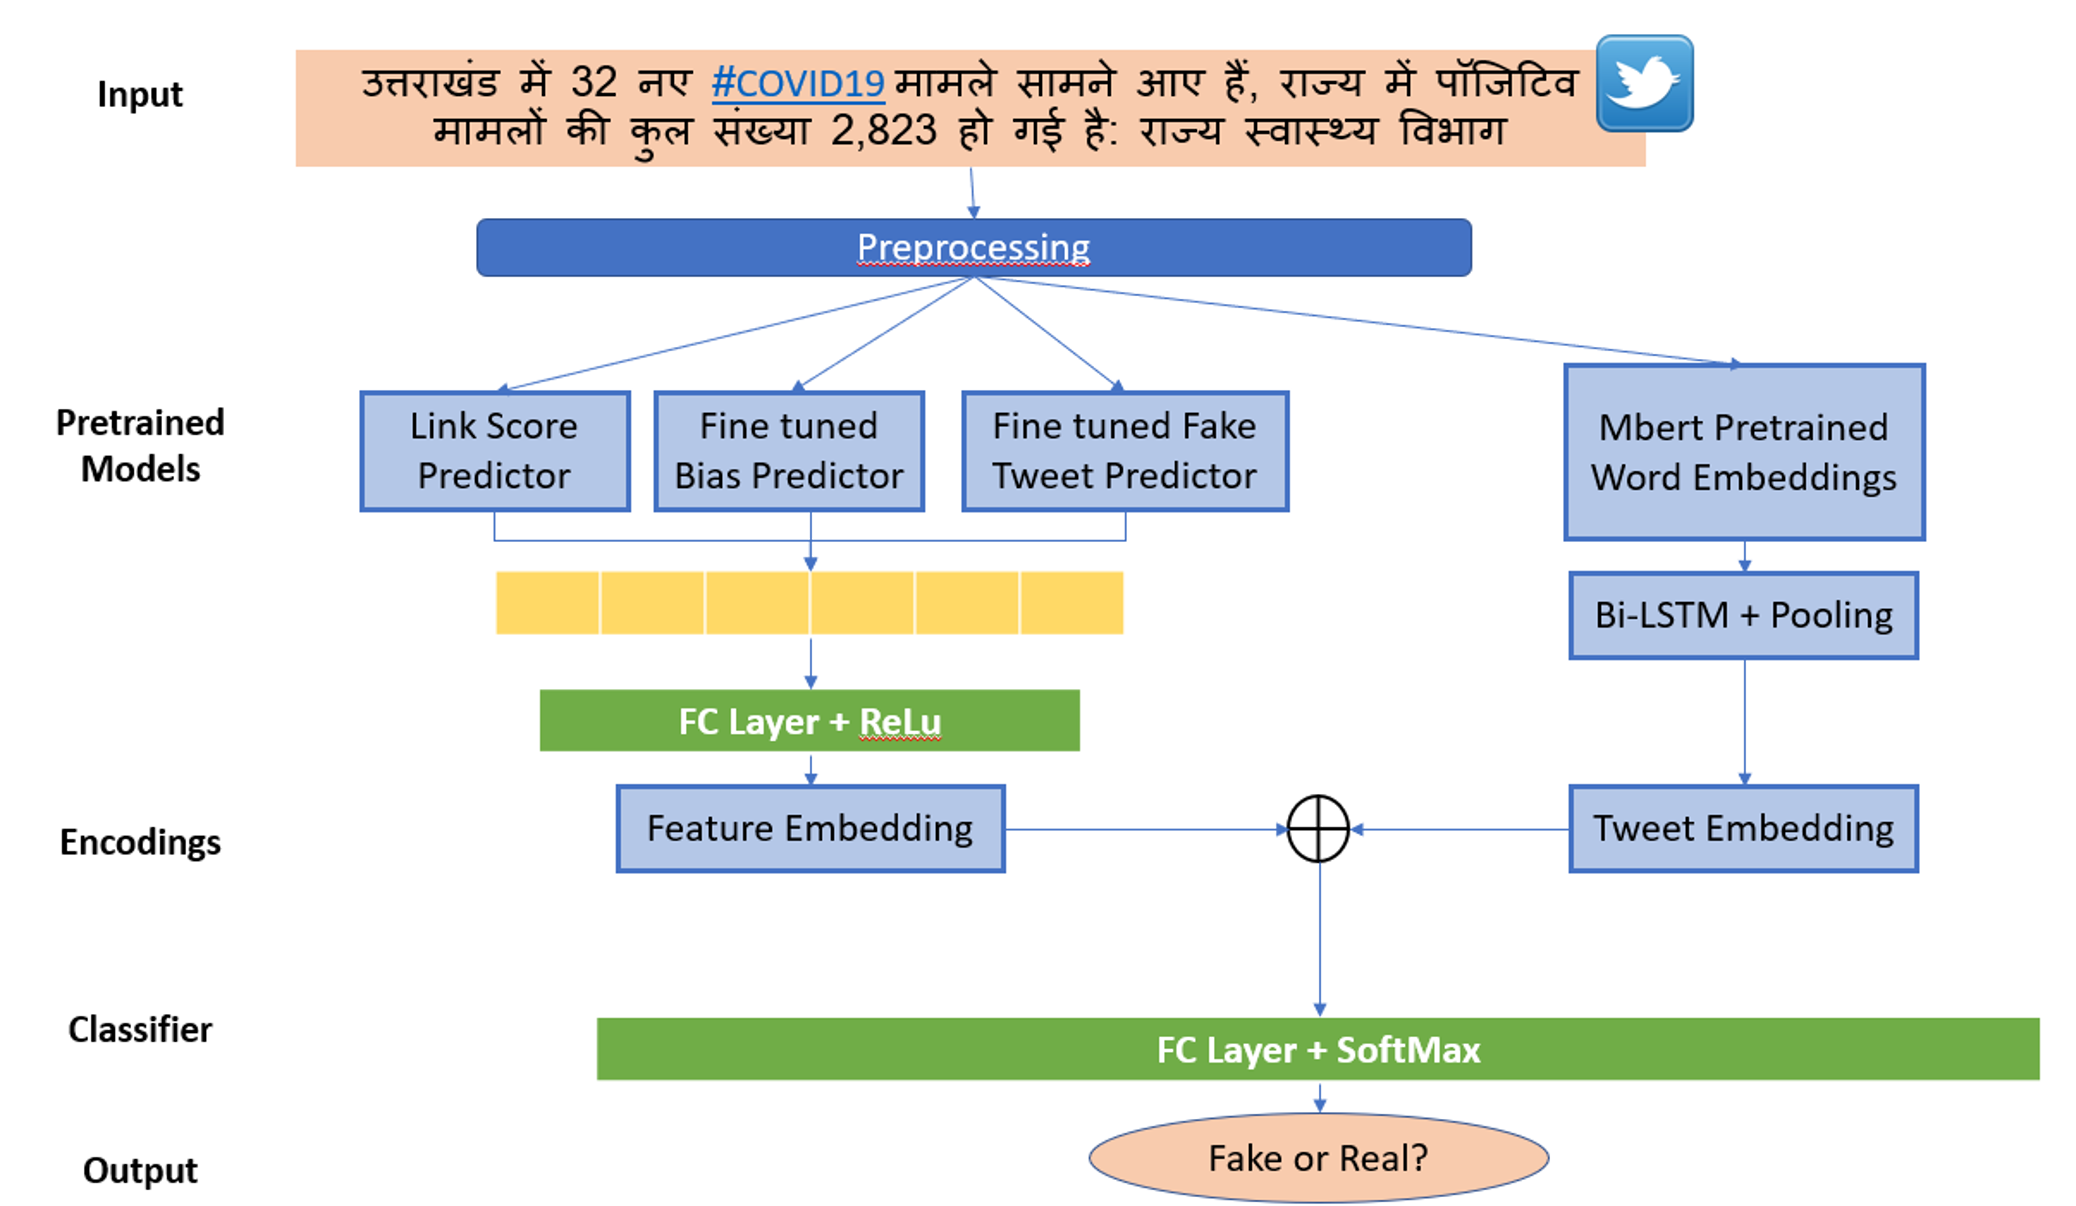 Input
उत्तराखंड में 32 नए #COVID19 मामले सामने आए हैं, राज्य में पॉजिटिव
मामलों की कुल संख्या 2,823 हो गई है: राज्य स्वास्थ्य विभाग
Preprocessing
Pretrained
Models
Link Score
Predictor
Fine tuned
Bias Predictor
Fine tuned Fake
Tweet Predictor
Mbert Pretrained
Word Embeddings
Bi-LSTM + Pooling
FC Layer + ReLu
Encodings
Feature Embedding
Tweet Embedding
Classifier
FC Layer + SoftMax
Output
Fake or Real?